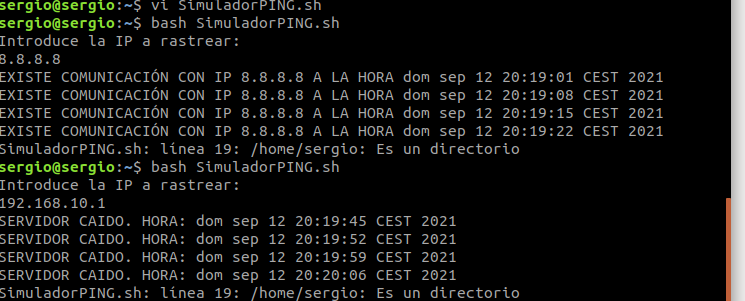 sergio@sergio:~$ vi SimuladorPING.sh
sergio@sergio:~$ bash SimuladorPING.sh
Introduce la IP a rastrear:
8.8.8.8
EXISTE COMUNICACIÓN CON IP 8.8.8.8 A LA HORA dom sep 12 20:19:01 CEST 2021
EXISTE COMUNICACIÓN CON IP 8.8.8.8 A LA HORA dom sep 12 20:19:08 CEST 2021
EXISTE COMUNICACIÓN CON IP 8.8.8.8 A LA HORA dom sep 12 20:19:15 CEST 2021
EXISTE COMUNICACIÓN CON IP 8.8.8.8 A LA HORA dom sep 12 20:19:22 CEST 2021
SimuladorPING.sh: línea 19: /home/sergio: Es un directorio
sergio@sergio:~$ bash SimuladorPING.sh
Introduce la IP a rastrear:
192.168.10.1
SERVIDOR CAIDO. HORA: dom sep 12 20:19:45 CEST 2021
SERVIDOR CAIDO. HORA: dom sep 12 20:19:52 CEST 2021
SERVIDOR CAIDO. HORA: dom sep 12 20:19:59 CEST 2021
SERVIDOR CAIDO. HORA: dom sep 12 20:20:06 CEST 2021
SimuladorPING.sh: línea 19: /home/sergio: Es un directorio